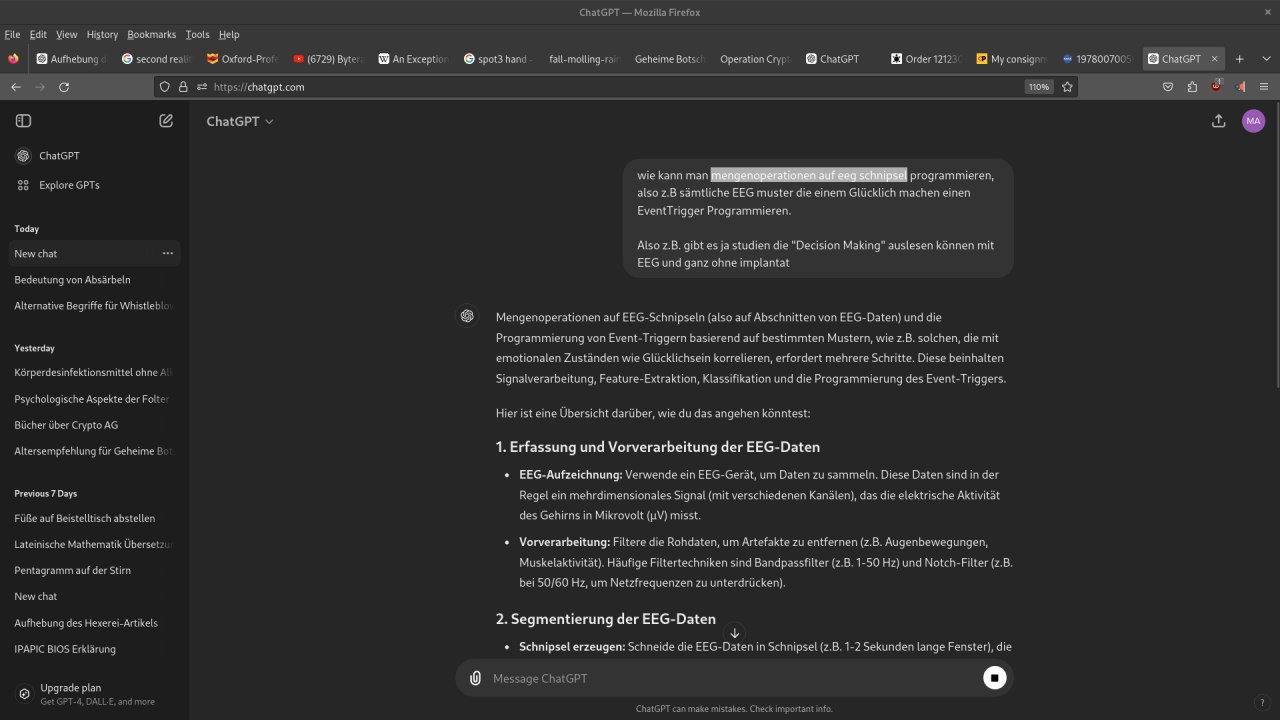 ChatGPT — Mozilla Firefox
File Edit View History Bookmarks Tools Help
Aufhebung d
second realit
Oxford-Profe
(6729) Bytera
An Exception
spot3 hand -
fall-molling-rain
Geheime Botsch
Operation Crypt
ChatGPT
Order 121230
My consignm
1978007005
ChatGPT
https://chatgpt.com
110%
1
ChatGPT
MA
ChatGPT
Explore GPTs
Today
New chat
Bedeutung von Absärbeln
Alternative Begriffe für Whistleblow
Yesterday
Körperdesinfektionsmittel ohne Alk
Psychologische Aspekte der Folter
Bücher über Crypto AG
Altersempfehlung für Geheime Bot
Previous 7 Days
Füße auf Beistelltisch abstellen
Lateinische Mathematik Übersetzun
Pentagramm auf der Stirn
New chat
Aufhebung des Hexerei-Artikels
IPAPIC BIOS Erklärung
Upgrade plan
Get GPT-4, DALL·E, and more
wie kann man mengenoperationen auf eeg schnipsel programmieren,
also z.B sämtliche EEG muster die einem Glücklich machen einen
EventTrigger Programmieren.
Also z.B. gibt es ja studien die "Decision Making" auslesen können mit
EEG und ganz ohne implantat
Mengenoperationen auf EEG-Schnipseln (also auf Abschnitten von EEG-Daten) und die
Programmierung von Event-Triggern basierend auf bestimmten Mustern, wie z.B. solchen, die mit
emotionalen Zuständen wie Glücklichsein korrelieren, erfordert mehrere Schritte. Diese beinhalten
Signalverarbeitung, Feature-Extraktion, Klassifikation und die Programmierung des Event-Triggers.
Hier ist eine Übersicht darüber, wie du das angehen könntest:
1. Erfassung und Vorverarbeitung der EEG-Daten
• EEG-Aufzeichnung: Verwende ein EEG-Gerät, um Daten zu sammeln. Diese Daten sind in der
Regel ein mehrdimensionales Signal (mit verschiedenen Kanälen), das die elektrische Aktivität
des Gehirns in Mikrovolt (µV) misst.
• Vorverarbeitung: Filtere die Rohdaten, um Artefakte zu entfernen (z.B. Augenbewegungen,
Muskelaktivität). Häufige Filtertechniken sind Bandpassfilter (z.B. 1-50 Hz) und Notch-Filter (z.B.
bei 50/60 Hz, um Netzfrequenzen zu unterdrücken).
2. Segmentierung der EEG-Daten
• Schnipsel erzeugen: Schneide die EEG-Daten in Schnipsel (z.B. 1-2 Sekunden lange Fenster), die
Message ChatGPT
ChatGPT can make mistakes. Check important info.
?